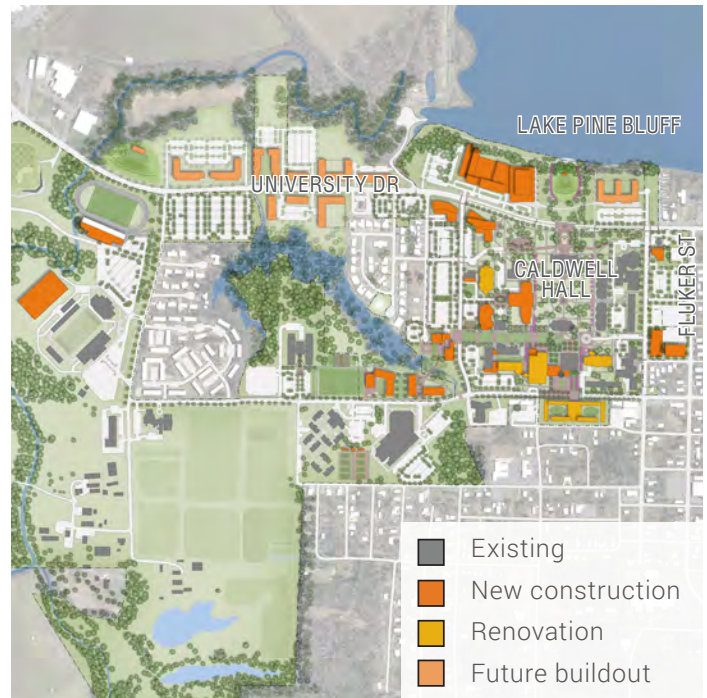 LAKE PINE BLUFF
UNIVERSITY DR
CALDWELL
HALL
FLUKER ST
Existing
New construction
Renovation
Future buildout